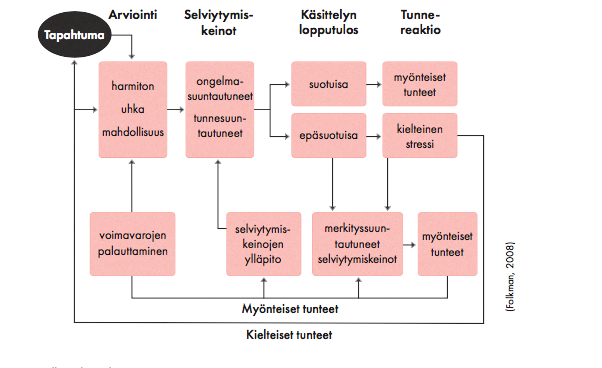 Arviointi
Selviytymis-
keinot
Käsittelyn
lopputulos
Tunne-
reaktio
Tapahtuma
harmiton
uhka
mahdollisuus
ongelma-
suuntautuneet
tunnesuun-
tautuneet
suotuisa
myönteiset
tunteet
epäsuotuisa
kielteinen
stressi
voimavarojen
palauttaminen
selviytymis-
keinojen
ylläpito
merkityssuun-
tautuneet
selviytymiskeinot
myönteiset
tunteet
Myönteiset tunteet
Kielteiset tunteet
(Folkman, 2008)